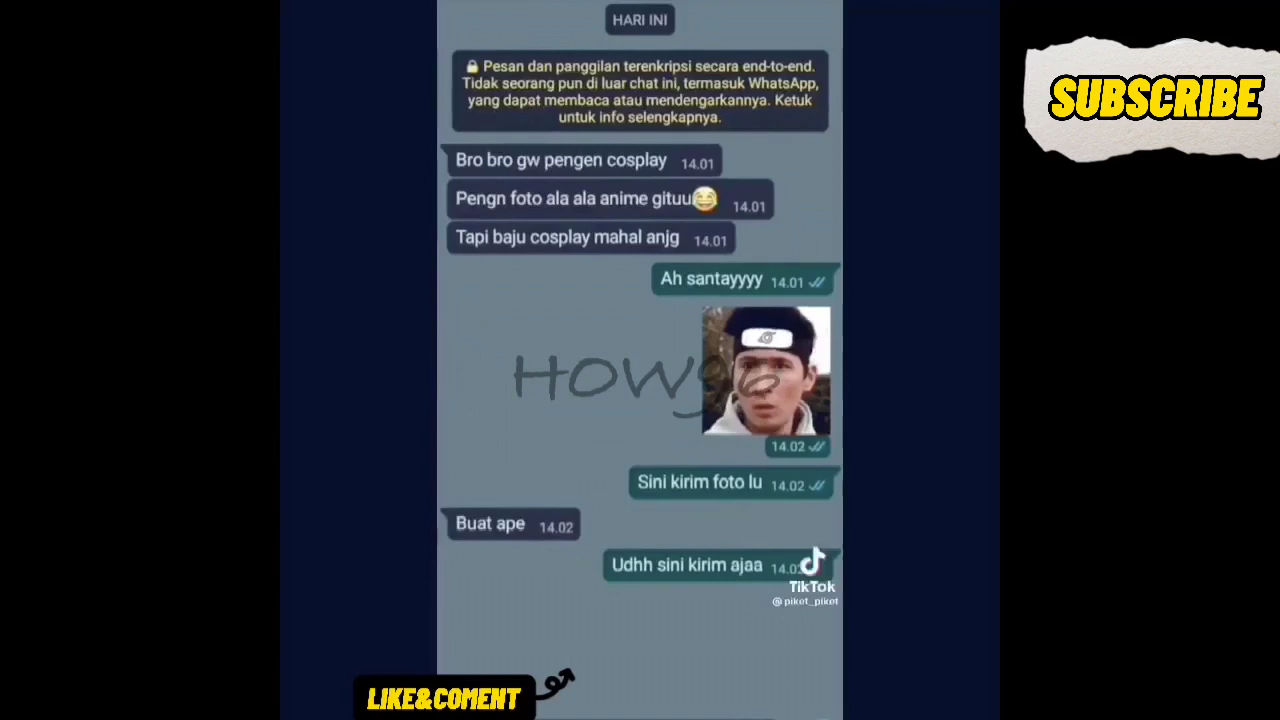 HARI INI
Pesan dan panggilan terenkripsi secara end-to-end.
Tidak seorang pun di luar chat ini, termasuk WhatsApp,
yang dapat membaca atau mendengarkannya. Ketuk
untuk info selengkapnya.
SUBSCRIBE
Bro bro gw pengen cosplay 14.01
Pengn foto ala ala anime gituu😂 14.01
Tapi baju cosplay mahal anjg 14.01
Ah santayyyy 14.01
HOW96
14.02
Sini kirim foto lu 14.02
Buat ape 14.02
Udhh sini kirim ajaa 14.02
TikTok
@piket_piket
LIKE&COMENT